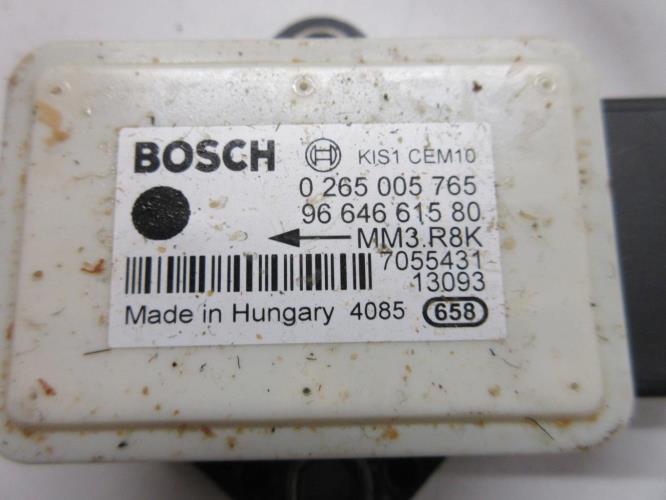 BOSCH KIS1 CEM10
0 265 005 765
96 646 615 80
MM3.R8K
7055431
13093
Made in Hungary 4085 658